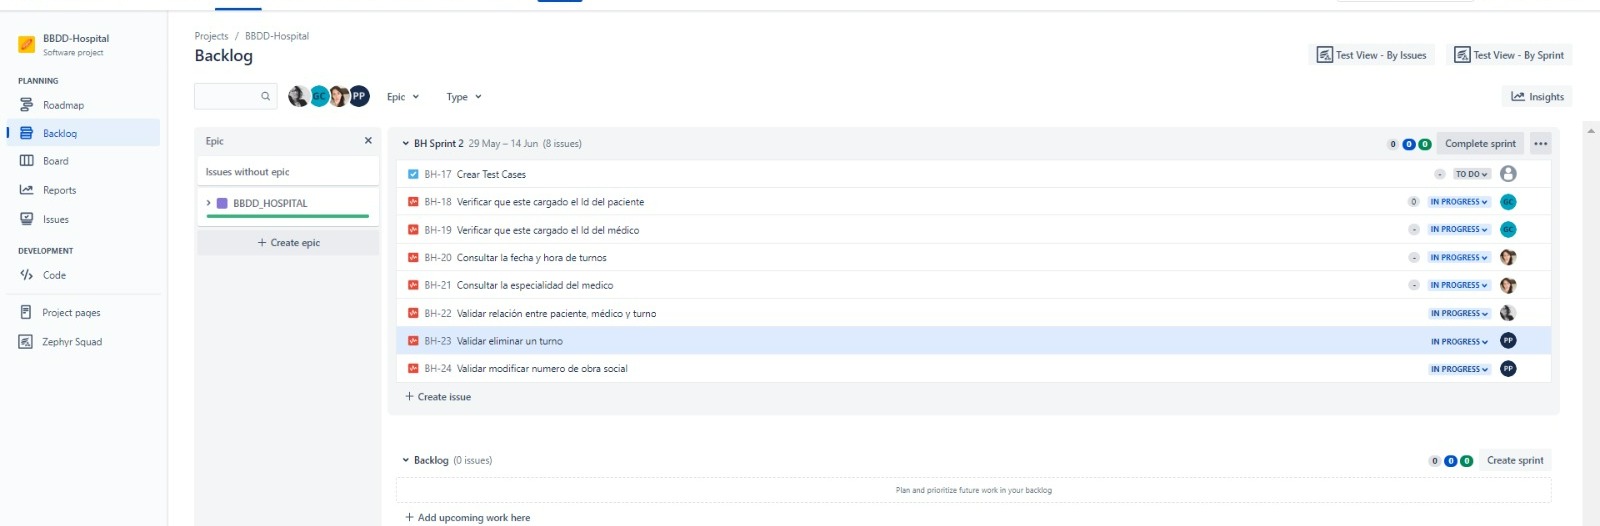 BBDD-Hospital
Software project
PLANNING
Roadmap
Backlog
Board
Reports
Issues
DEVELOPMENT
Code
Project pages
Zephyr Squad
Projects / BBDD-Hospital
Backlog
Test View - By Issues
Test View - By Sprint
GC
PP
Epic
Type
Insights
Epic
Issues without epic
BBDD_HOSPITAL
+ Create epic
BH Sprint 2 29 May – 14 Jun (8 issues) 0 0 0 Complete sprint
BH-17 Crear Test Cases - TO DO
BH-18 Verificar que este cargado el Id del paciente 0 IN PROGRESS GC
BH-19 Verificar que este cargado el Id del médico - IN PROGRESS GC
BH-20 Consultar la fecha y hora de turnos - IN PROGRESS
BH-21 Consultar la especialidad del medico - IN PROGRESS
BH-22 Validar relación entre paciente, médico y turno IN PROGRESS
BH-23 Validar eliminar un turno IN PROGRESS PP
BH-24 Validar modificar numero de obra social IN PROGRESS PP
+ Create issue
Backlog (0 issues) 0 0 0 Create sprint
Plan and prioritize future work in your backlog
+ Add upcoming work here